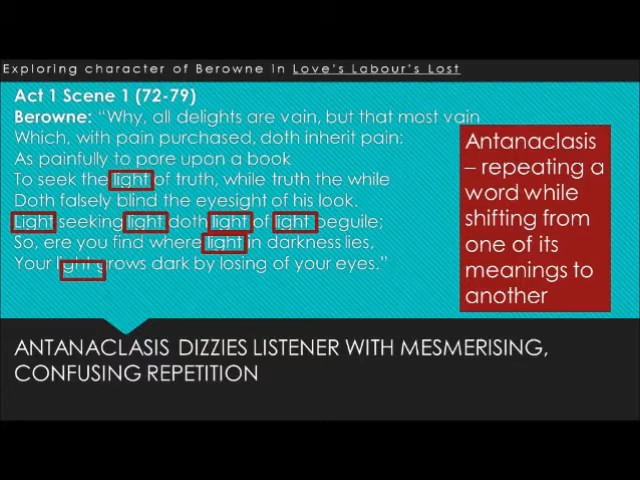 Exploring character of Berowne in Love's Labour's Lost
Act 1 Scene 1 (72-79)
Berowne: "Why, all delights are vain, but that most vain
Which, with pain purchased, doth inherit pain:
As painfully to pore upon a book
To seek the light of truth, while truth the while
Doth falsely blind the eyesight of his look.
Light seeking light doth light of light beguile;
So, ere you find where light in darkness lies,
Your light grows dark by losing of your eyes."
Antanaclasis
– repeating a
word while
shifting from
one of its
meanings to
another
ANTANACLASIS DIZZIES LISTENER WITH MESMERISING,
CONFUSING REPETITION